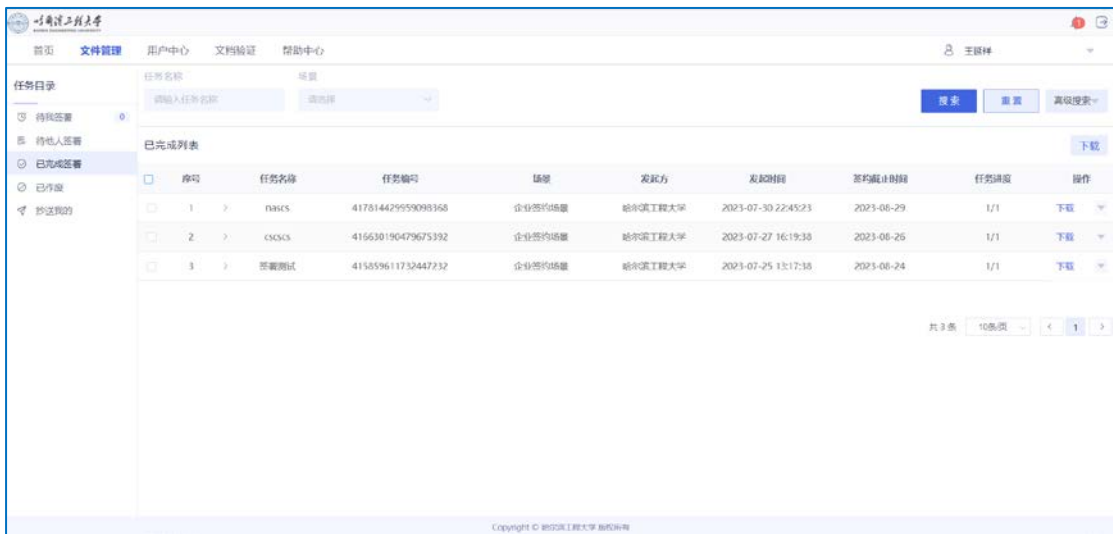 哈尔滨工程大学
首页 文件管理 用户中心 文档验证 帮助中心
任务目录
待我签署 0
待他人签署
已完成签署
已作废
抄送我的
任务名称 场景
请输入任务名称 请选择
搜索 重置 高级搜索
已完成列表 下载
序号 任务名称 任务编号 场景 发起方 发起时间 签约截止时间 任务进度 操作
1 nascs 417814429959098368 企业签约场景 哈尔滨工程大学 2023-07-30 22:45:23 2023-08-29 1/1 下载
2 cscscs 416630190479675392 企业签约场景 哈尔滨工程大学 2023-07-27 16:19:38 2023-08-26 1/1 下载
3 签署测试 415859611732447232 企业签约场景 哈尔滨工程大学 2023-07-25 13:17:38 2023-08-24 1/1 下载
共 3 条 10条/页 1
Copyright © 哈尔滨工程大学 版权所有